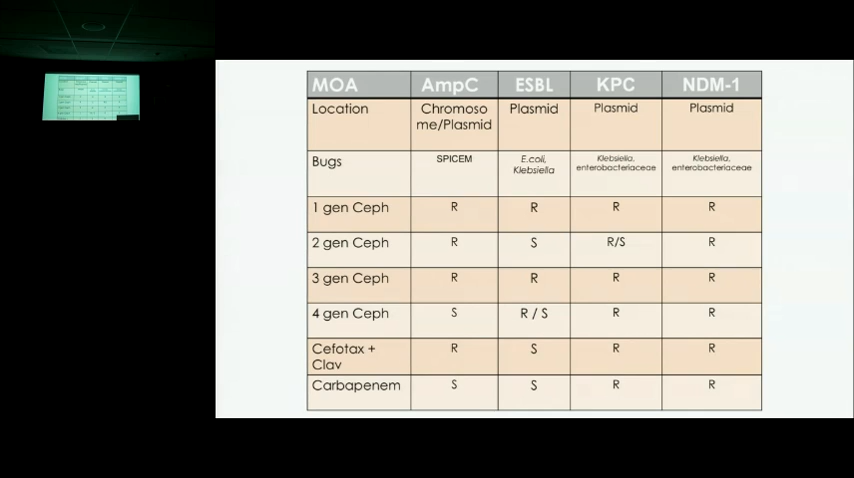 MOA AmpC ESBL KPC NDM-1
Location Chromoso Plasmid Plasmid Plasmid
me/Plasmid
Bugs SPICEM E.coli, Klebsiella, Klebsiella,
Klebsiella enterobacteriaceae enterobacteriaceae
1 gen Ceph R R R R
2 gen Ceph R S R/S R
3 gen Ceph R R R R
4 gen Ceph S R / S R R
Cefotax + R S R R
Clav
Carbapenem S S R R